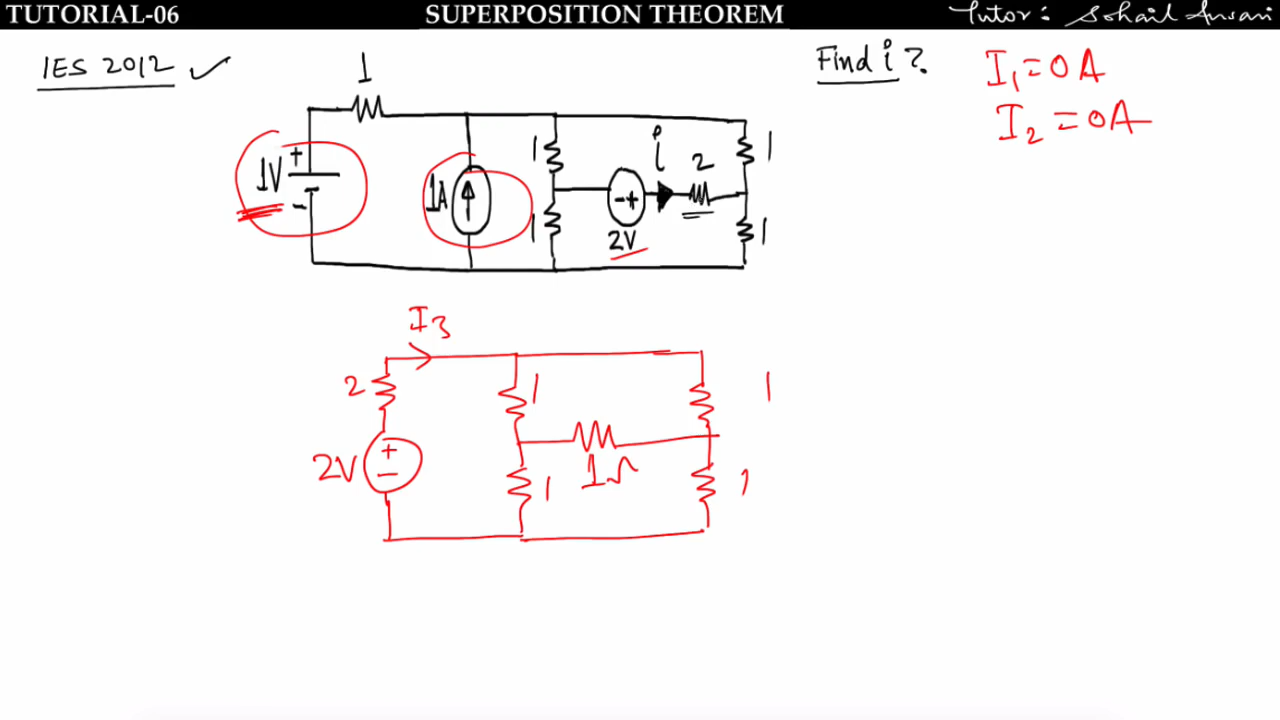 TUTORIAL-06 SUPERPOSITION THEOREM Tutor: Sohail Ansari
IES 2012 ✓ Find i?
I₁ = 0 A
I₂ = 0A
1
1V + -
1A
1
1
- +
2V
i
2
1
1
I₃
2
2V + -
1
1
1Ω
1
1